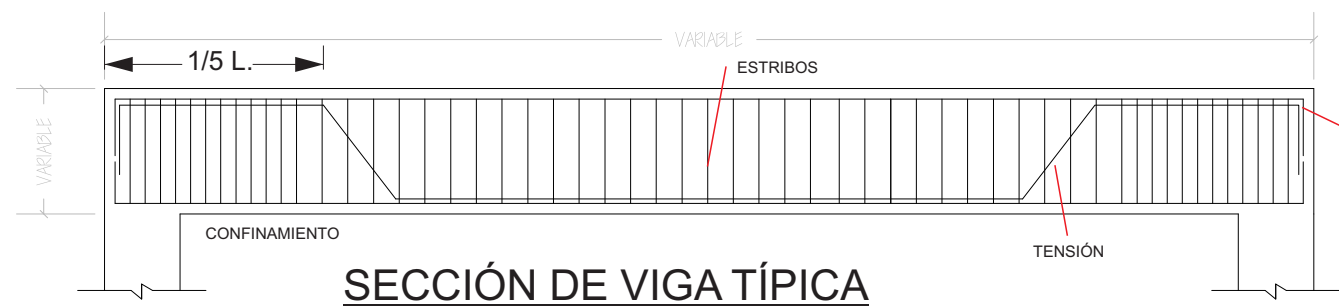 VARIABLE
1/5 L.
ESTRIBOS
VARIABLE
CONFINAMIENTO
TENSIÓN
SECCIÓN DE VIGA TÍPICA